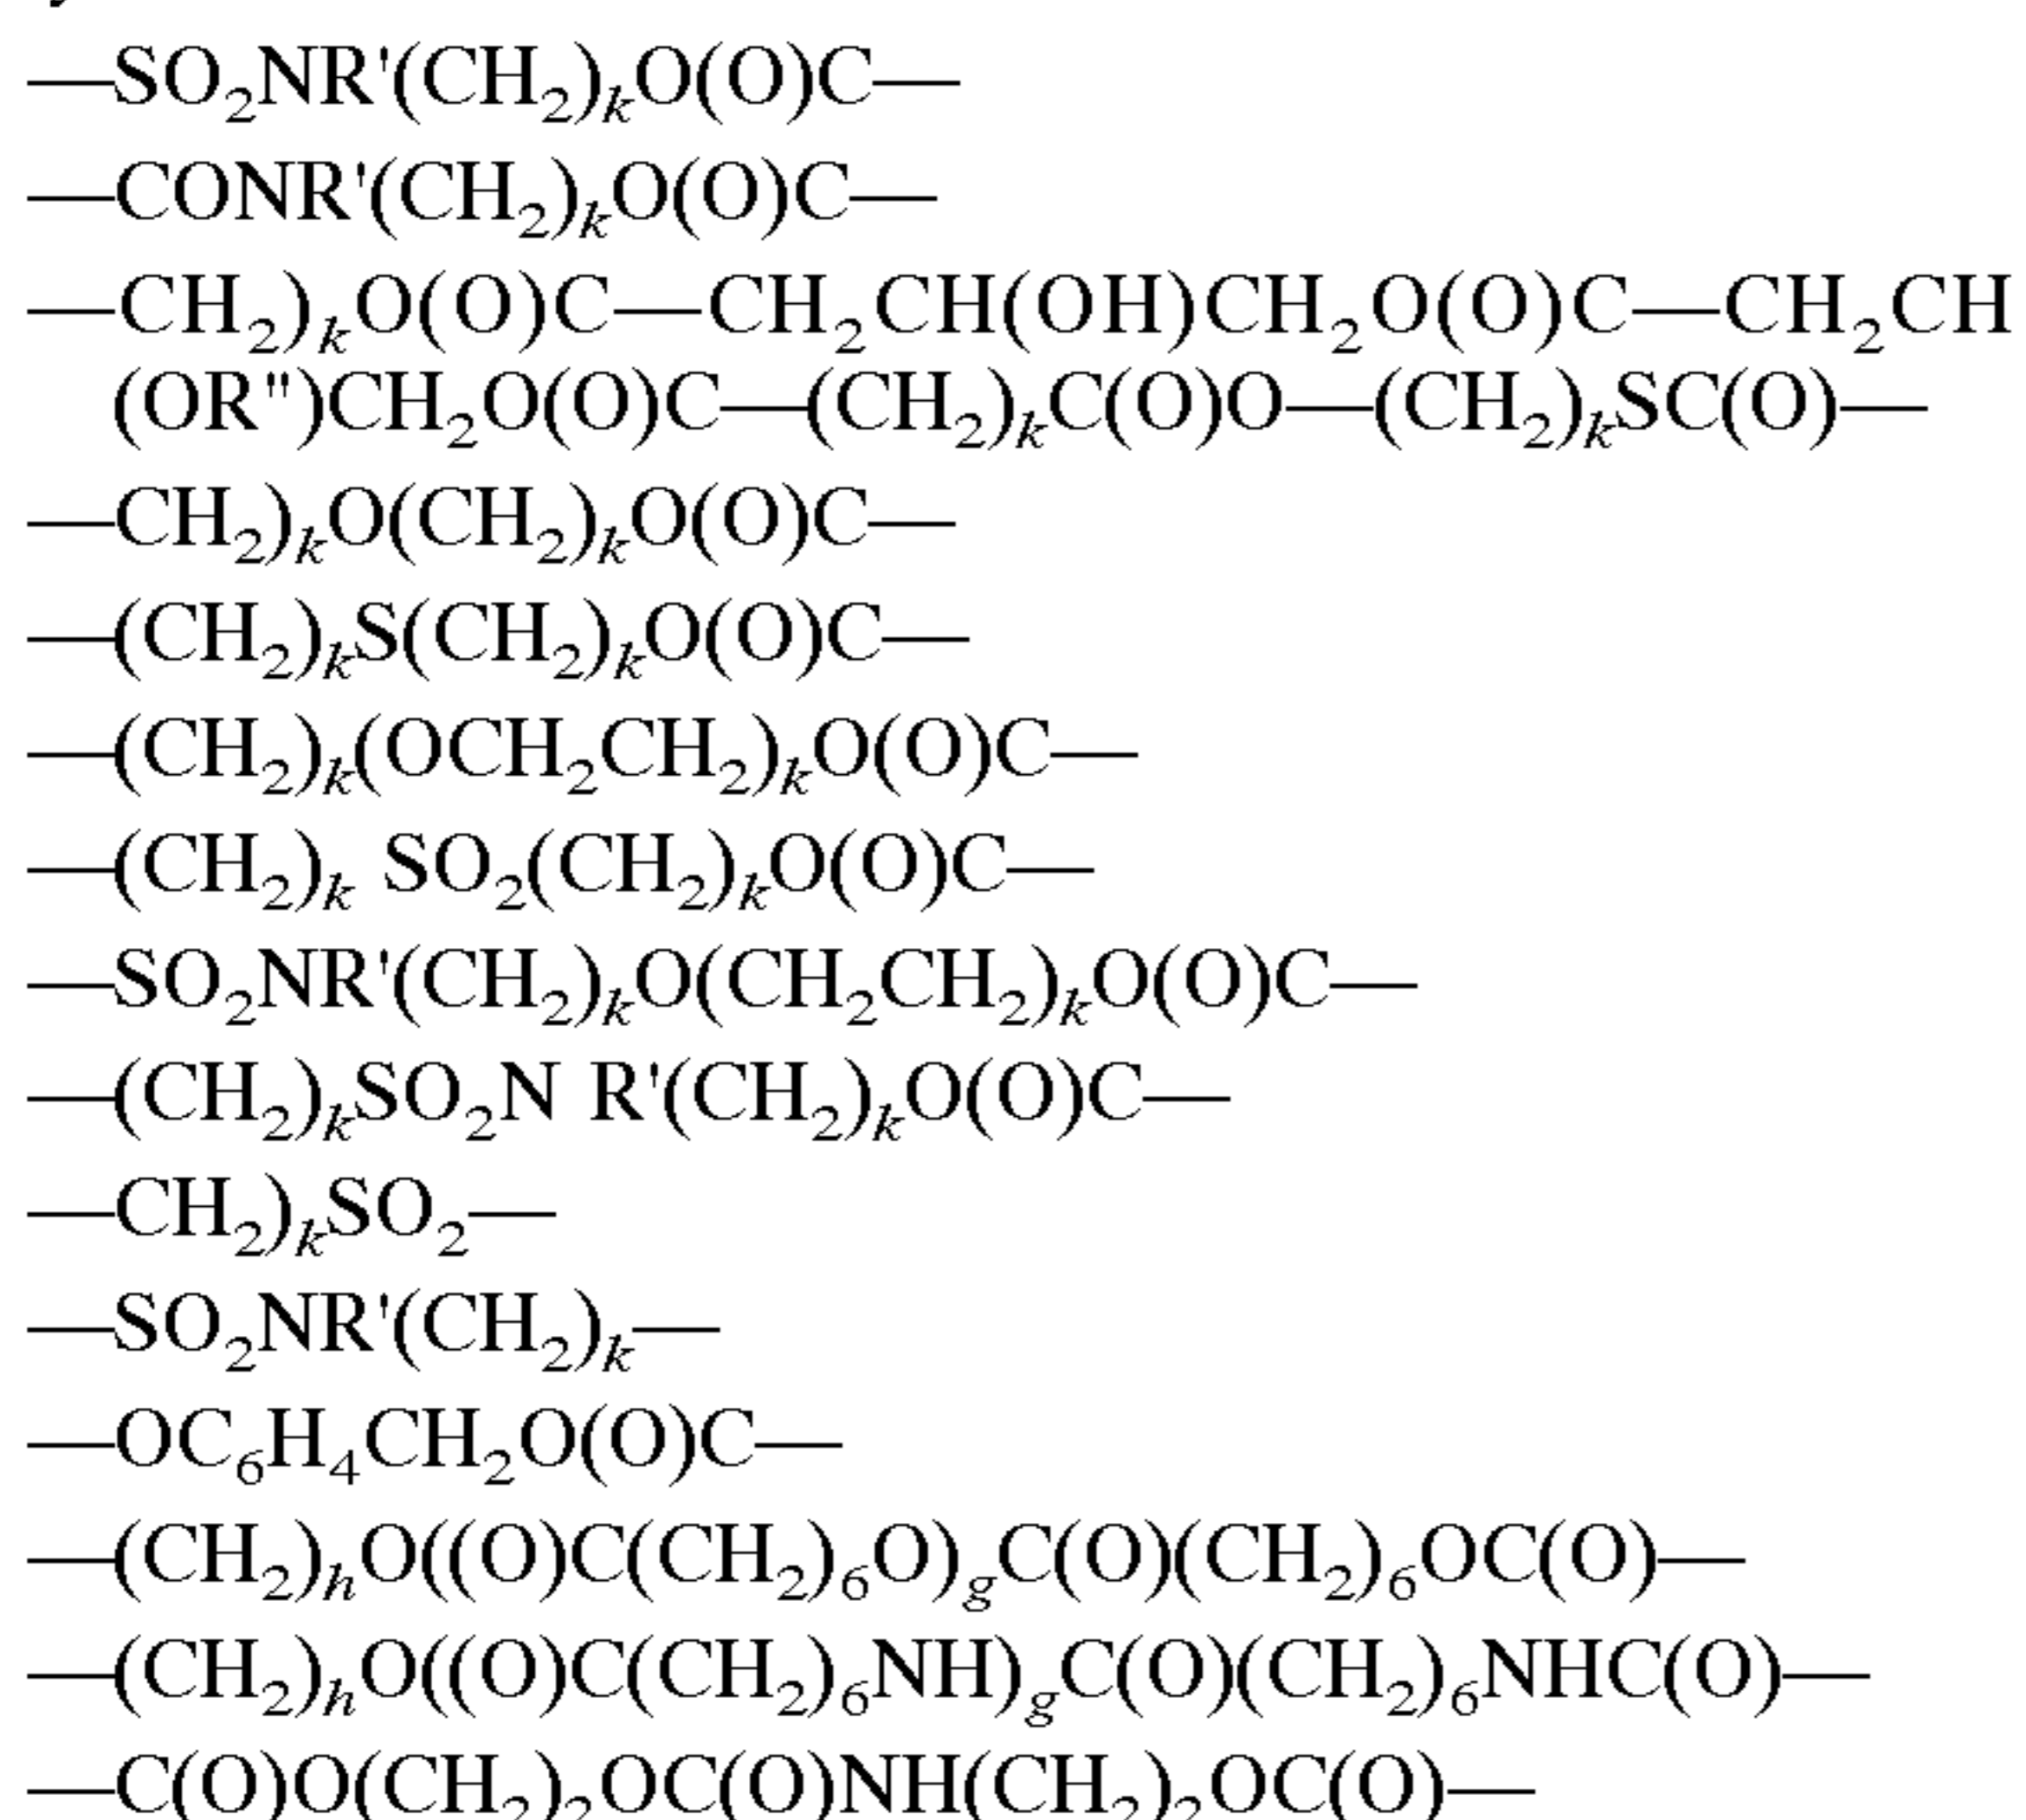 —SO₂NR'(CH₂)ₖO(O)C—
—CONR'(CH₂)ₖO(O)C—
—CH₂)ₖO(O)C—CH₂CH(OH)CH₂O(O)C—CH₂CH
(OR")CH₂O(O)C—(CH₂)ₖC(O)O—(CH₂)ₖSC(O)—
—CH₂)ₖO(CH₂)ₖO(O)C—
—(CH₂)ₖS(CH₂)ₖO(O)C—
—(CH₂)ₖ(OCH₂CH₂)ₖO(O)C—
—(CH₂)ₖ SO₂(CH₂)ₖO(O)C—
—SO₂NR'(CH₂)ₖO(CH₂CH₂)ₖO(O)C—
—(CH₂)ₖSO₂N R'(CH₂)ₖO(O)C—
—CH₂)ₖSO₂—
—SO₂NR'(CH₂)ₖ—
—OC₆H₄CH₂O(O)C—
—(CH₂)ₕO((O)C(CH₂)₆O)gC(O)(CH₂)₆OC(O)—
—(CH₂)ₕO((O)C(CH₂)₆NH)gC(O)(CH₂)₆NHC(O)—
—C(O)O(CH₂)₂OC(O)NH(CH₂)₂OC(O)—